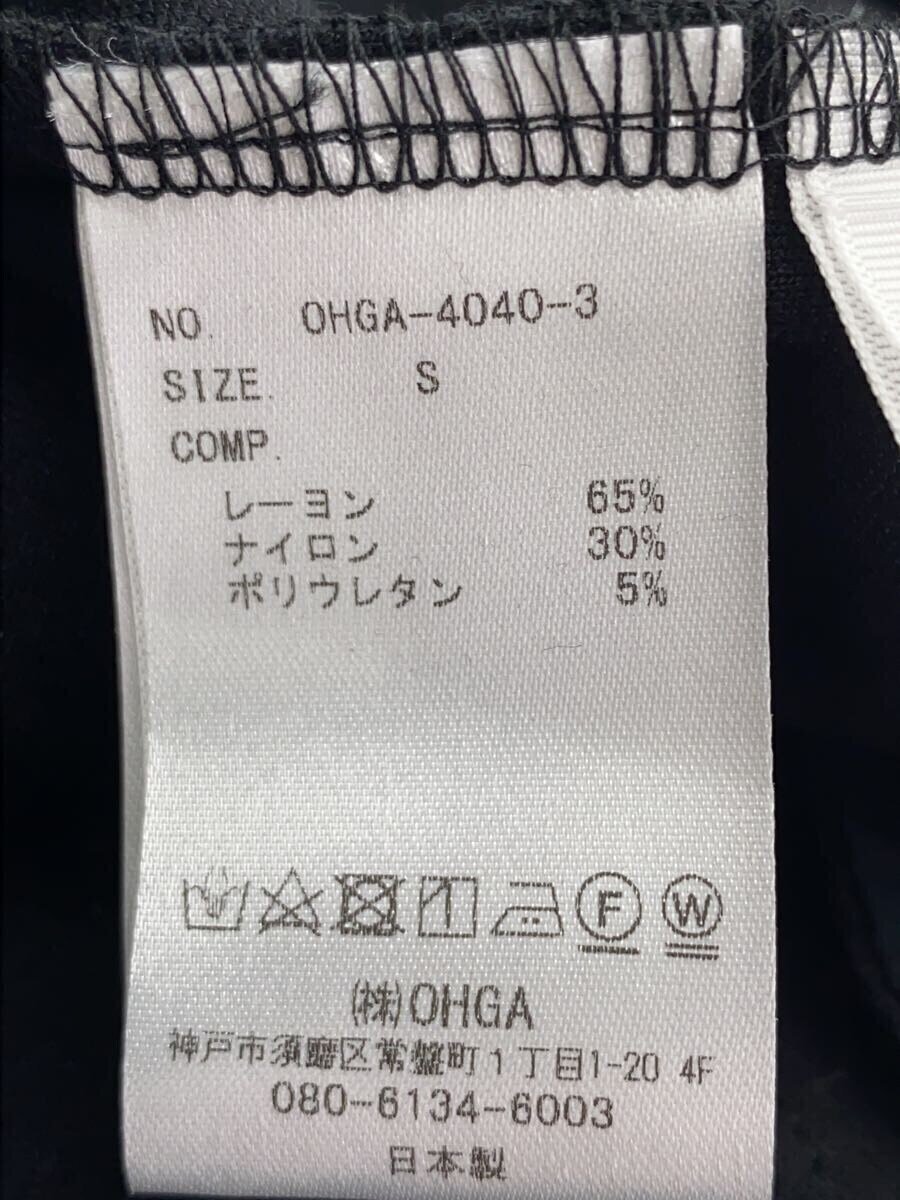 NO. OHGA-4040-3
SIZE. S
COMP.
レーヨン 65%
ナイロン 30%
ポリウレタン 5%
F W
㈱OHGA
神戸市須磨区常盤町1丁目1-20 4F
080-6134-6003
日本製